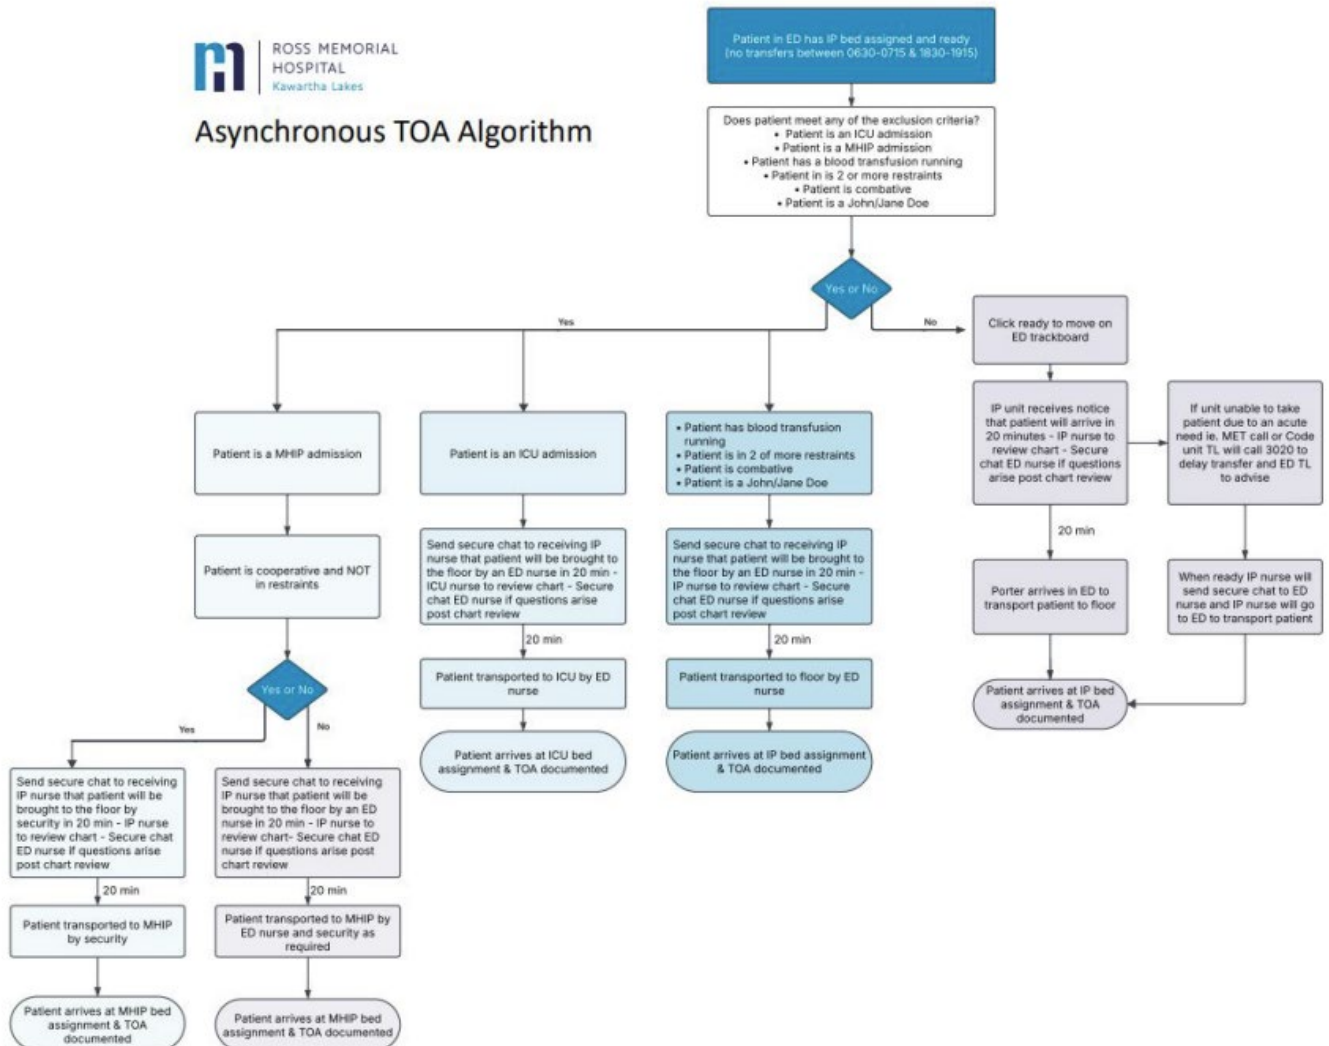 ROSS MEMORIAL
HOSPITAL
Kawartha Lakes
Asynchronous TOA Algorithm
Patient in ED has IP bed assigned and ready
(no transfers between 0630-0715 & 1830-1915)
Does patient meet any of the exclusion criteria?
• Patient is an ICU admission
• Patient is a MHIP admission
• Patient has a blood transfusion running
• Patient in is 2 or more restraints
• Patient is combative
• Patient is a John/Jane Doe
Yes or No
Yes
No
Patient is a MHIP admission
Patient is cooperative and NOT
in restraints
Yes or No
Yes
No
Send secure chat to receiving
IP nurse that patient will be
brought to the floor by
security in 20 min - IP nurse
to review chart - Secure chat
ED nurse if questions arise
post chart review
20 min
Patient transported to MHIP
by security
Patient arrives at MHIP bed
assignment & TOA
documented
Send secure chat to receiving
IP nurse that patient will be
brought to the floor by an ED
nurse in 20 min - IP nurse to
review chart- Secure chat ED
nurse if questions arise post
chart review
20 min
Patient transported to MHIP by
ED nurse and security as
required
Patient arrives at MHIP bed
assignment & TOA documented
Patient is an ICU admission
Send secure chat to receiving IP
nurse that patient will be brought to
the floor by an ED nurse in 20 min -
ICU nurse to review chart - Secure
chat ED nurse if questions arise
post chart review
20 min
Patient transported to ICU by ED
nurse
Patient arrives at ICU bed
assignment & TOA documented
• Patient has blood transfusion
running
• Patient is in 2 of more restraints
• Patient is combative
• Patient is a John/Jane Doe
Send secure chat to receiving IP
nurse that patient will be brought to
the floor by an ED nurse in 20 min -
IP nurse to review chart - Secure
chat ED nurse if questions arise
post chart review
20 min
Patient transported to floor by ED
nurse
Patient arrives at IP bed assignment
& TOA documented
Click ready to move on
ED trackboard
IP unit receives notice
that patient will arrive in
20 minutes - IP nurse to
review chart - Secure
chat ED nurse if questions
arise post chart review
20 min
Porter arrives in ED to
transport patient to floor
Patient arrives at IP bed
assignment & TOA
documented
If unit unable to take
patient due to an acute
need ie. MET call or Code
unit TL will call 3020 to
delay transfer and ED TL
to advise
When ready IP nurse will
send secure chat to ED
nurse and IP nurse will go
to ED to transport patient